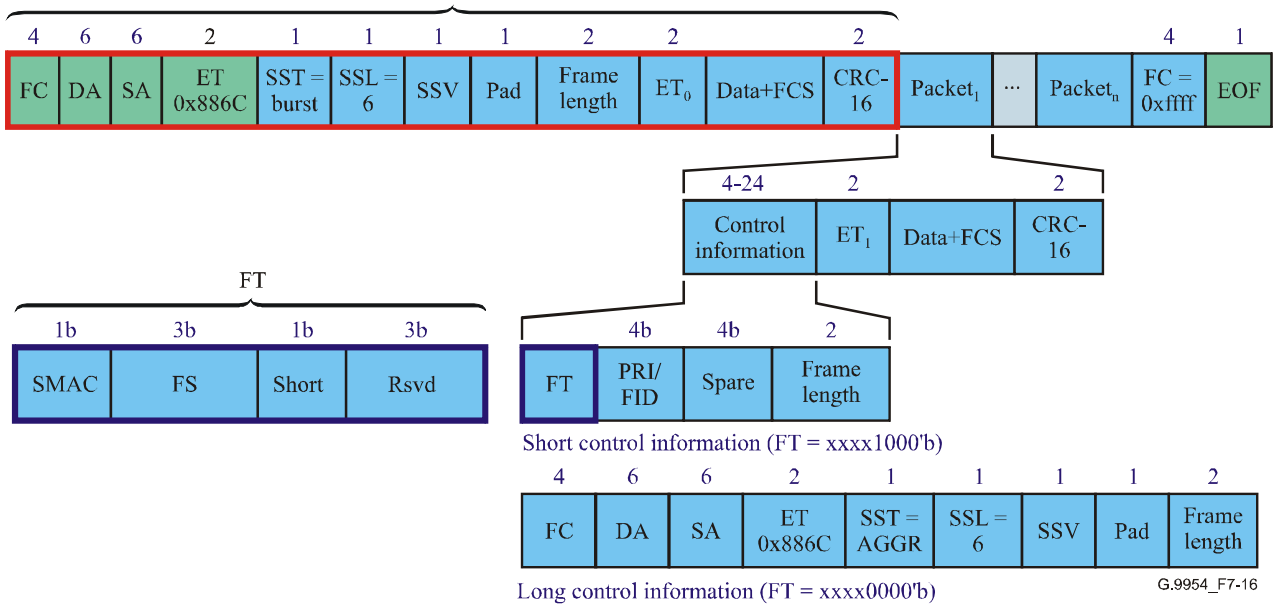 4 6 6 2 1 1 1 1 2 2 2 4 1
FC DA SA ET 0x886C SST = burst SSL = 6 SSV Pad Frame length ET0 Data+FCS CRC-16 Packet1 ... Packetn FC = 0xffff EOF
4-24 2 2
Control information ET1 Data+FCS CRC-16
FT
1b 3b 1b 3b
SMAC FS Short Rsvd
4b 4b 2
FT PRI/FID Spare Frame length
Short control information (FT = xxxx1000'b)
4 6 6 2 1 1 1 1 2
FC DA SA ET 0x886C SST = AGGR SSL = 6 SSV Pad Frame length
Long control information (FT = xxxx0000'b)
G.9954_F7-16